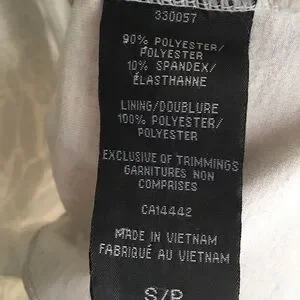 330057
90% POLYESTER/
POLYESTER
10% SPANDEX/
ÉLASTHANNE
LINING/DOUBLURE
100% POLYESTER/
POLYESTER
EXCLUSIVE OF TRIMMINGS
GARNITURES NON
COMPRISES
CA14442
MADE IN VIETNAM
FABRIQUÉ AU VIETNAM
S/P